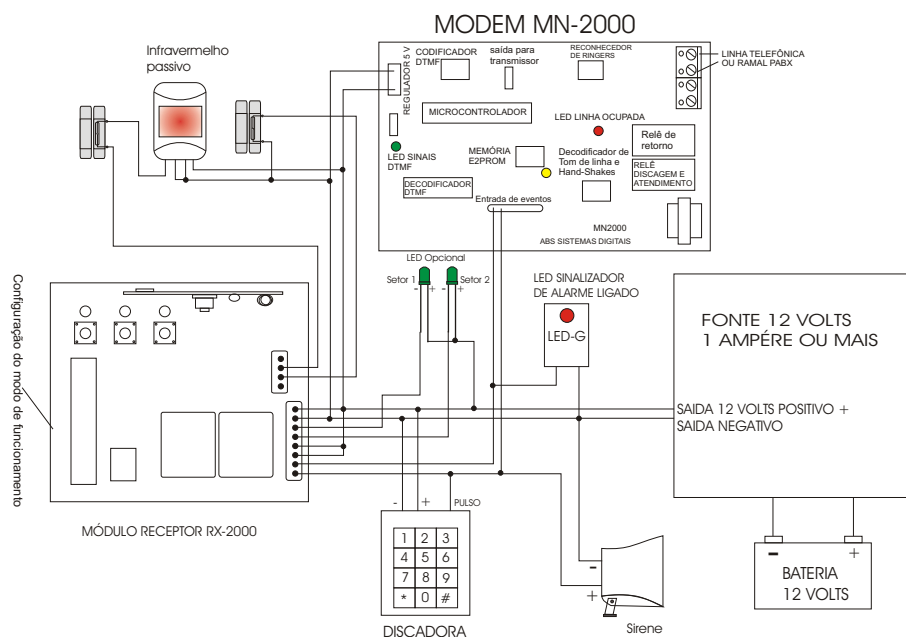 MODEM MN-2000
Infravermelho
passivo
REGULADOR 5 V
CODIFICADOR
DTMF
saída para
transmissor
RECONHECEDOR
DE RINGERS
LINHA TELEFÔNICA
OU RAMAL PABX
MICROCONTROLADOR
LED LINHA OCUPADA
LED SINAIS
DTMF
MEMÓRIA
E2PROM
Decodificador de
Tom de linha e
Hand-Shakes
Relê de
retorno
RELÊ
DISCAGEM E
ATENDIMENTO
DECODIFICADOR
DTMF
Entrada de eventos
MN2000
ABS SISTEMAS DIGITAIS
LED Opcional
Setor 1
Setor 2
- +
- +
LED SINALIZADOR
DE ALARME LIGADO
LED-G
FONTE 12 VOLTS
1 AMPÉRE OU MAIS
SAIDA 12 VOLTS POSITIVO +
SAIDA NEGATIVO
Configuração do modo de funcionamento
MÓDULO RECEPTOR RX-2000
- + PULSO
1 2 3
4 5 6
7 8 9
* 0 #
DISCADORA
-
+
Sirene
- +
BATERIA
12 VOLTS